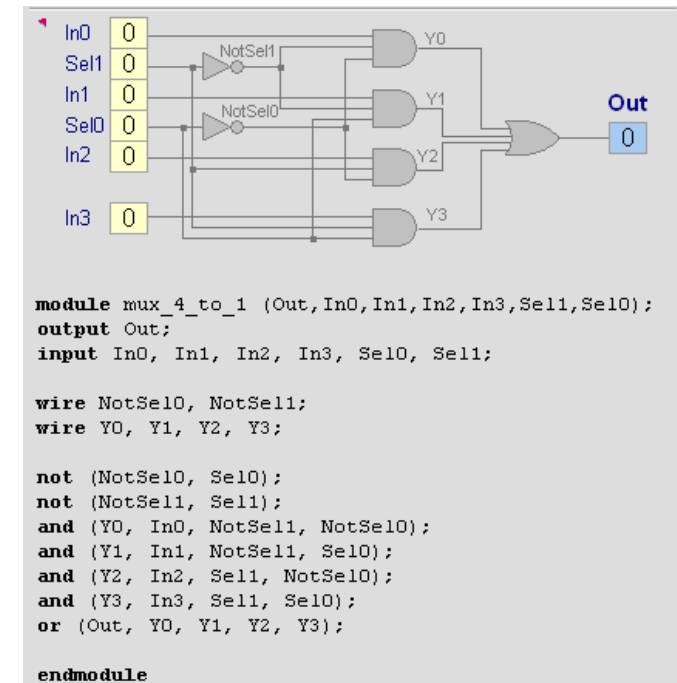 In0 0 Y0
Sel1 0 NotSel1
In1 0 Y1 Out
Sel0 0 NotSel0 0
In2 0 Y2
In3 0 Y3
module mux_4_to_1 (Out,In0,In1,In2,In3,Sel1,Sel0);
output Out;
input In0, In1, In2, In3, Sel0, Sel1;
wire NotSel0, NotSel1;
wire Y0, Y1, Y2, Y3;
not (NotSel0, Sel0);
not (NotSel1, Sel1);
and (Y0, In0, NotSel1, NotSel0);
and (Y1, In1, NotSel1, Sel0);
and (Y2, In2, Sel1, NotSel0);
and (Y3, In3, Sel1, Sel0);
or (Out, Y0, Y1, Y2, Y3);
endmodule